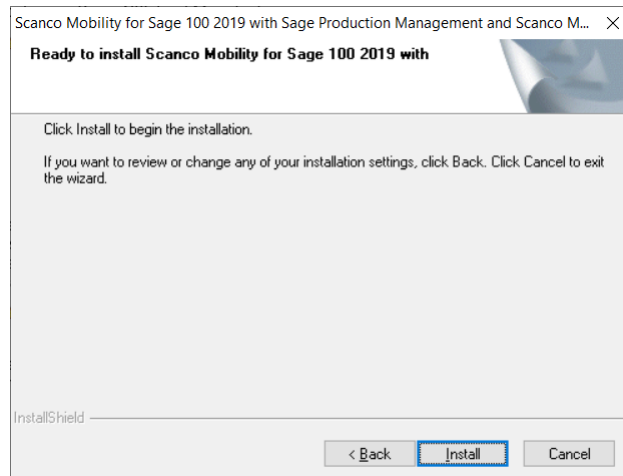 Scanco Mobility for Sage 100 2019 with Sage Production Management and Scanco M...
Ready to install Scanco Mobility for Sage 100 2019 with
Click Install to begin the installation.
If you want to review or change any of your installation settings, click Back. Click Cancel to exit
the wizard.
InstallShield
< Back Install Cancel